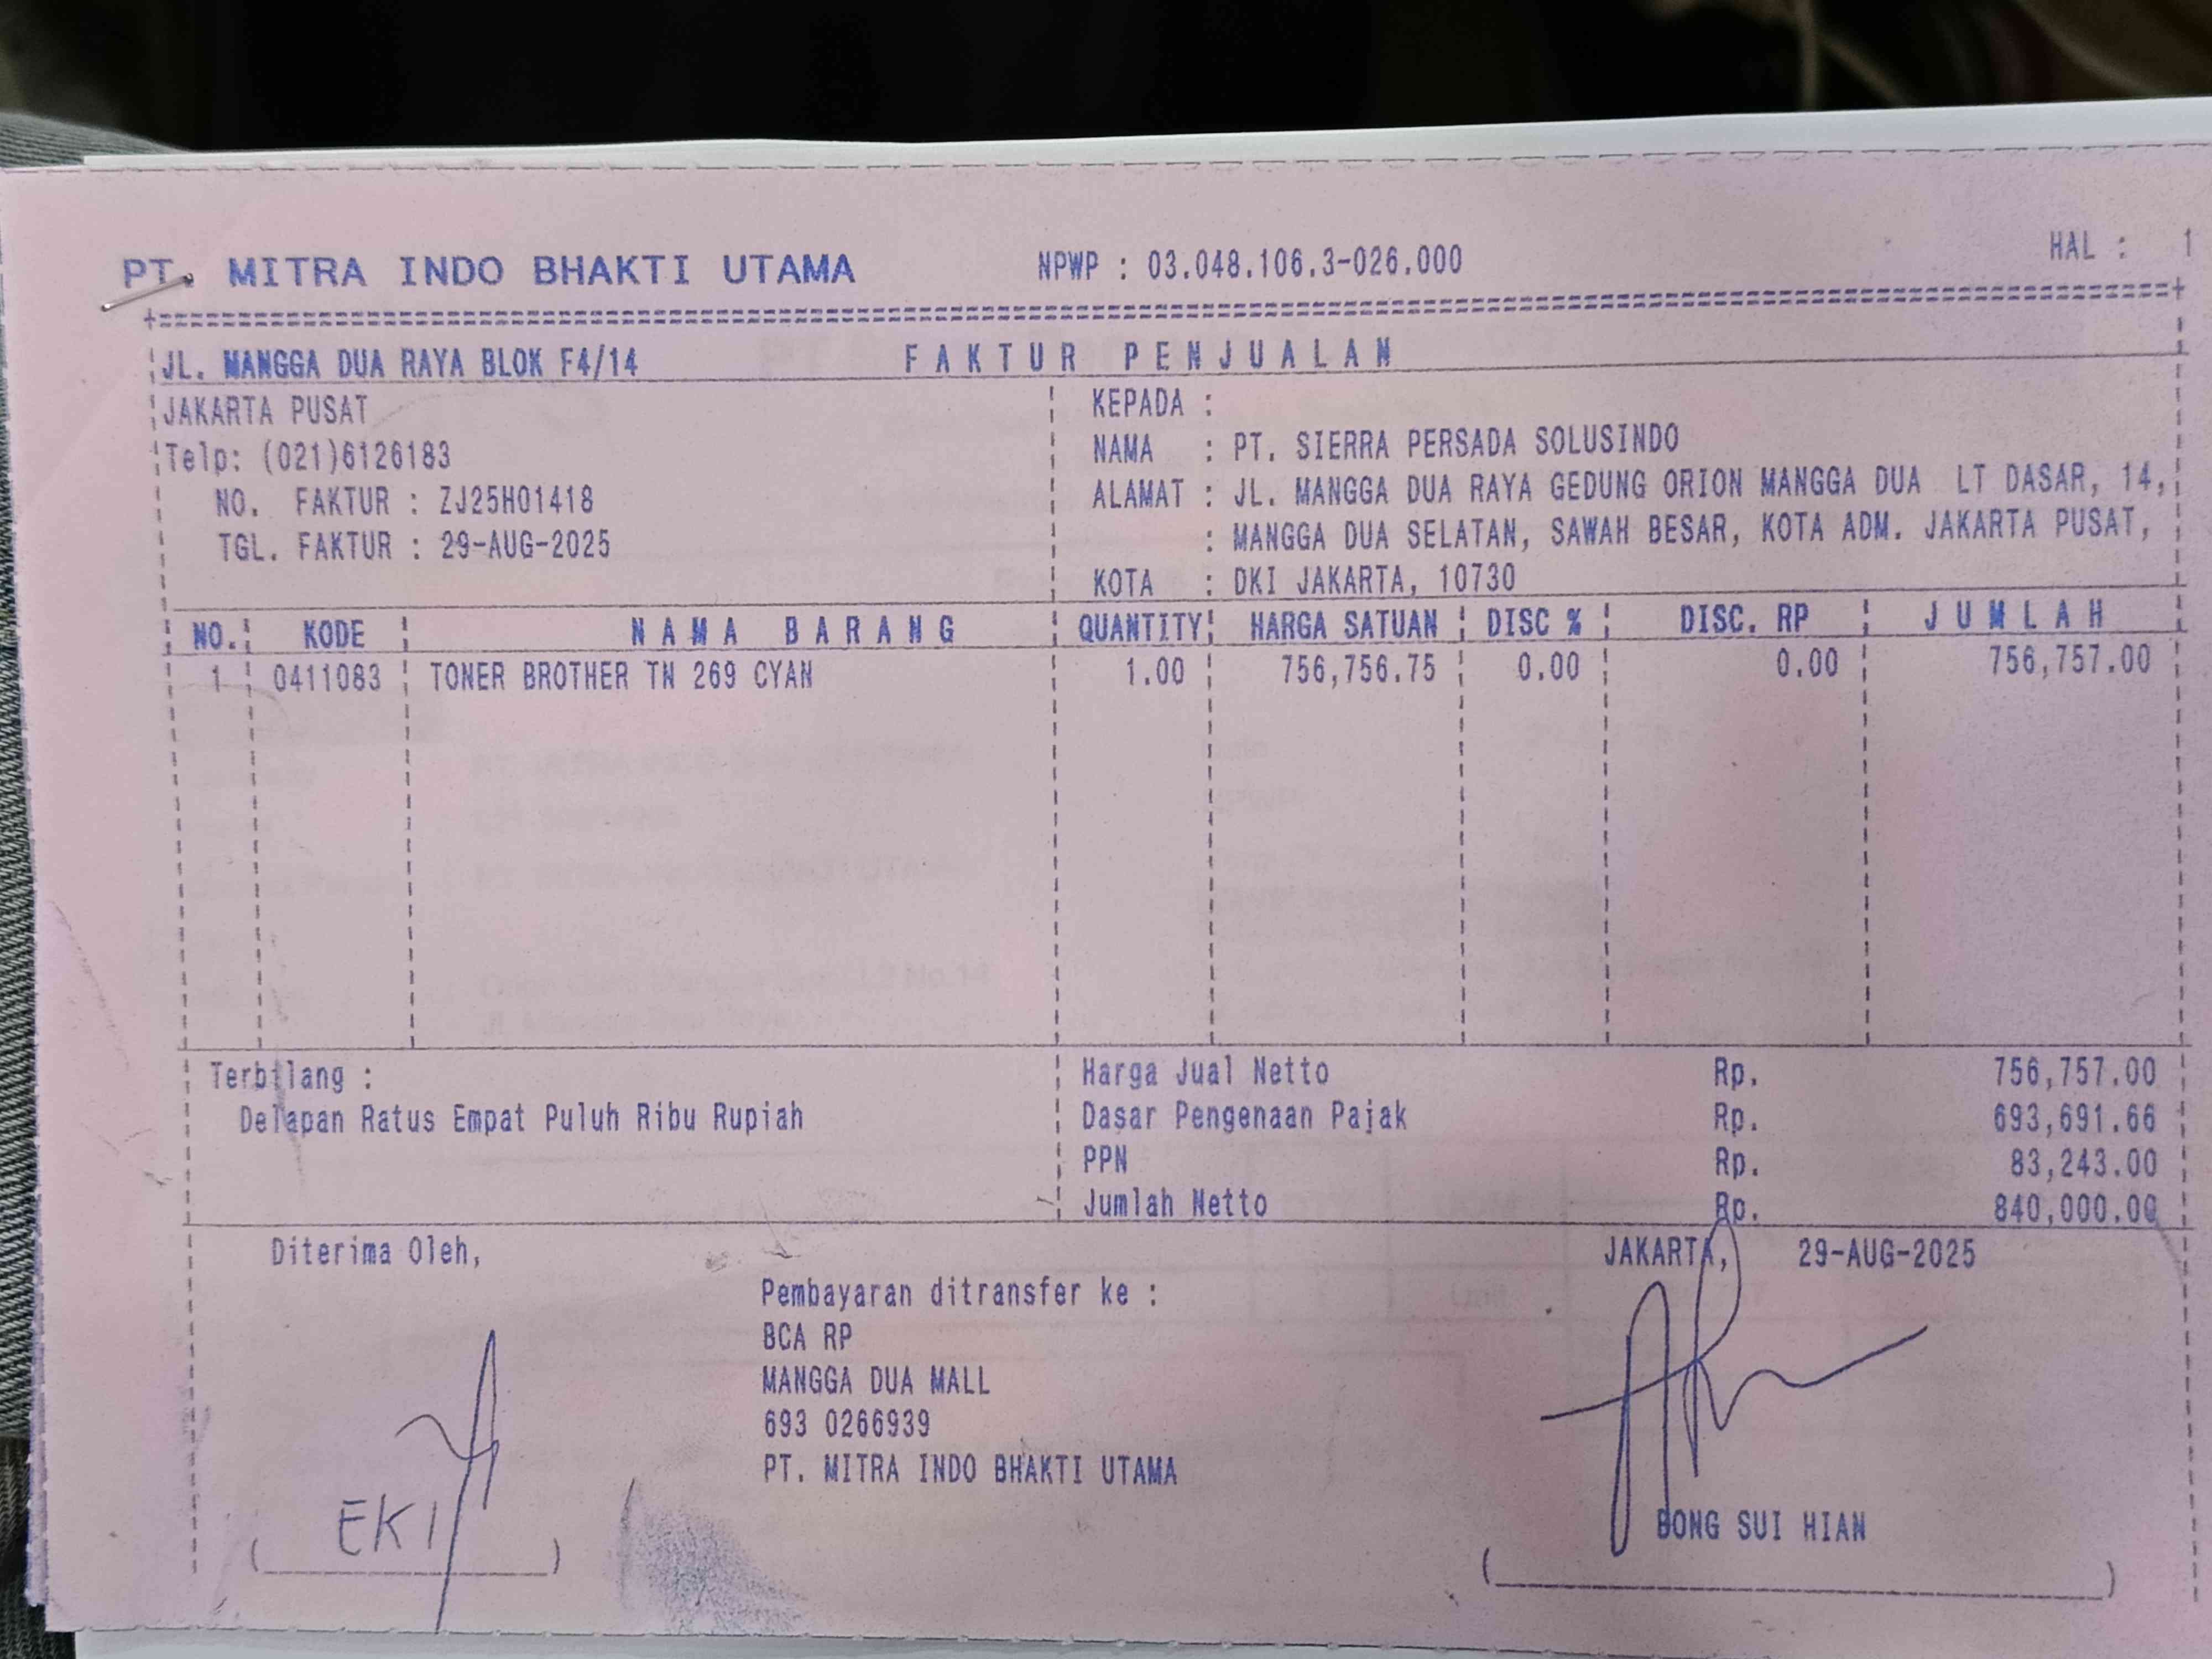 PT. MITRA INDO BHAKTI UTAMA NPWP : 03.048.106.3-026.000 HAL : 1
JL. MANGGA DUA RAYA BLOK F4/14 FAKTUR PENJUALAN
JAKARTA PUSAT KEPADA :
Telp: (021)6126183 NAMA : PT. SIERRA PERSADA SOLUSINDO
NO. FAKTUR : ZJ25H01418 ALAMAT : JL. MANGGA DUA RAYA GEDUNG ORION MANGGA DUA LT DASAR, 14,
TGL. FAKTUR : 29-AUG-2025 : MANGGA DUA SELATAN, SAWAH BESAR, KOTA ADM. JAKARTA PUSAT,
KOTA : DKI JAKARTA, 10730
NO. KODE NAMA BARANG QUANTITY HARGA SATUAN DISC % DISC. RP JUMLAH
1 0411083 TONER BROTHER TN 269 CYAN 1.00 756,756.75 0.00 0.00 756,757.00
Terbilang : Harga Jual Netto Rp. 756,757.00
Delapan Ratus Empat Puluh Ribu Rupiah Dasar Pengenaan Pajak Rp. 693,691.66
PPN Rp. 83,243.00
Jumlah Netto Rp. 840,000.00
Diterima Oleh, JAKARTA, 29-AUG-2025
Pembayaran ditransfer ke :
BCA RP
MANGGA DUA MALL
693 0266939
PT. MITRA INDO BHAKTI UTAMA
EKI BONG SUI HIAN